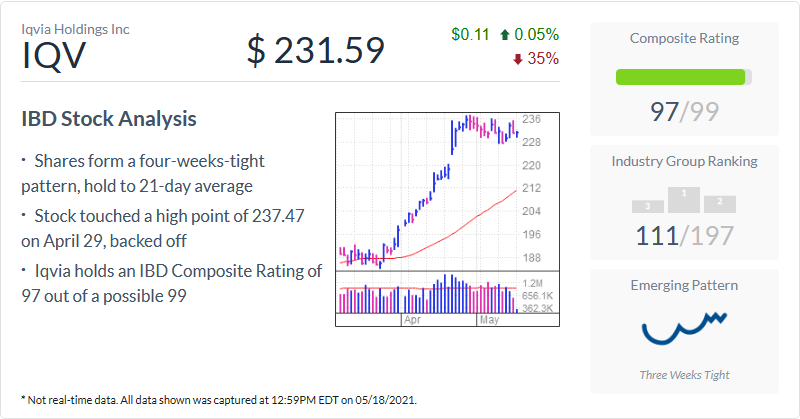 Iqvia Holdings Inc
IQV
$ 231.59
$0.11 0.05%
35%
IBD Stock Analysis
· Shares form a four-weeks-tight
pattern, hold to 21-day average
· Stock touched a high point of 237.47
on April 29, backed off
· Iqvia holds an IBD Composite Rating of
97 out of a possible 99
236
228
220
212
204
196
188
1.2M
656.1K
362.3K
Apr May
Composite Rating
97/99
Industry Group Ranking
3 1 2
111/197
Emerging Pattern
Three Weeks Tight
* Not real-time data. All data shown was captured at 12:59PM EDT on 05/18/2021.